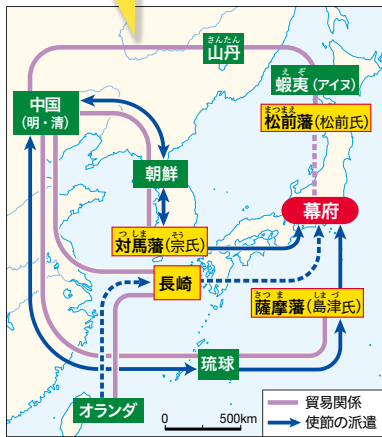 さんたん
山丹
えぞ
蝦夷(アイヌ)
まつまえ
松前藩(松前氏)
中国
(明・清)
朝鮮
幕府
つしま そう
対馬藩(宗氏)
長崎
さつま しまづ
薩摩藩(島津氏)
琉球
オランダ
0 500km
貿易関係
使節の派遣